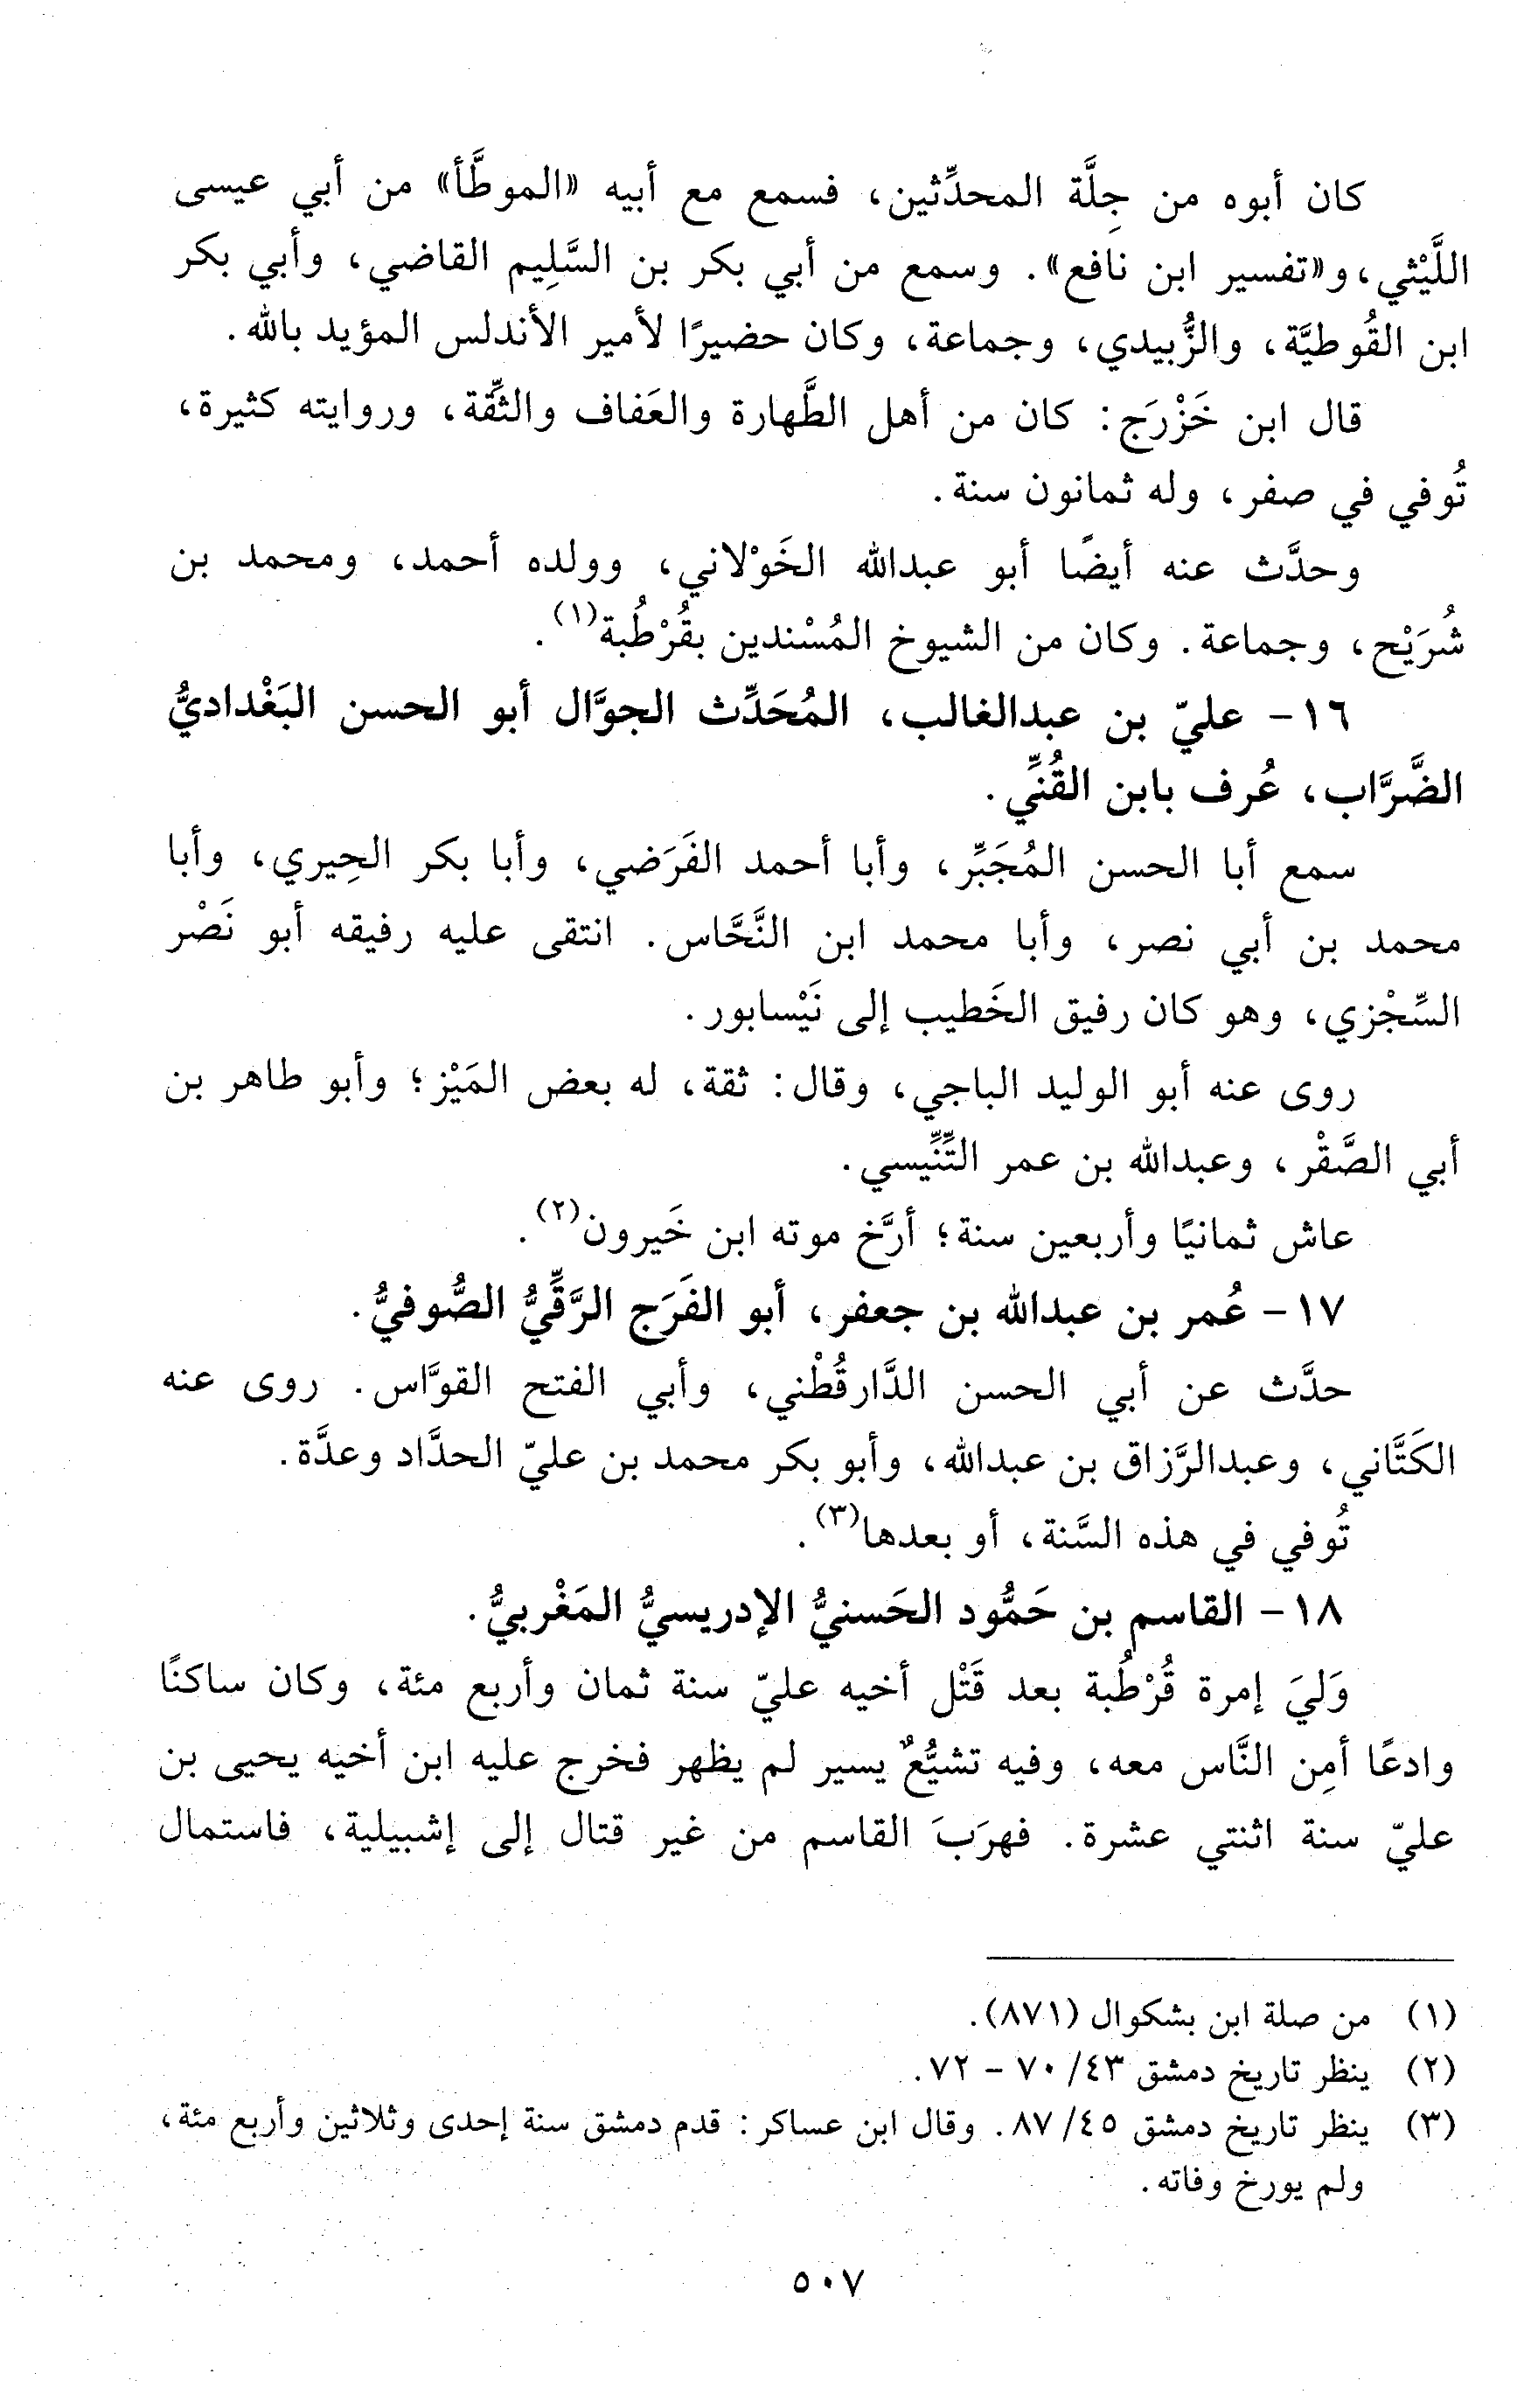 كان أبوه من جِلَّة المحدِّثين، فسمع مع أبيه «الموطَّأ» من أبي عيسى
اللَّيْثي، و«تفسير ابن نافع». وسمع من أبي بكر بن السَّلِيم القاضي، وأبي بكر
ابن القُوطيَّة، والزُّبيدي، وجماعة، وكان حضيرًا لأمير الأندلس المؤيد بالله.
قال ابن خَزْرَج: كان من أهل الطَّهارة والعَفاف والثِّقة، وروايته كثيرة،
تُوفي في صفر، وله ثمانون سنة.
وحدَّث عنه أيضًا أبو عبدالله الخَوْلاني، وولده أحمد، ومحمد بن
شُرَيْح، وجماعة. وكان من الشيوخ المُسْندين بقُرْطُبة(١).
١٦- عليّ بن عبدالغالب، المُحَدِّث الجوَّال أبو الحسن البَغْداديُّ
الضَّرَّاب، عُرف بابن القُنِّي.
سمع أبا الحسن المُجَبِّر، وأبا أحمد الفَرَضي، وأبا بكر الحِيري، وأبا
محمد بن أبي نصر، وأبا محمد ابن النَّحَّاس. انتقى عليه رفيقه أبو نَصْر
السِّجْزي، وهو كان رفيق الخَطيب إلى نَيْسابور.
روى عنه أبو الوليد الباجي، وقال: ثقة، له بعض المَيْز؛ وأبو طاهر بن
أبي الصَّقْر، وعبدالله بن عمر التِّنِّيسي.
عاش ثمانيًا وأربعين سنة؛ أرَّخ موته ابن خَيرون(٢).
١٧- عُمر بن عبدالله بن جعفر، أبو الفَرَج الرَّقِّيُّ الصُّوفيُّ.
حدَّث عن أبي الحسن الدَّارقُطْني، وأبي الفتح القوَّاس. روى عنه
الكَتَّاني، وعبدالرَّزاق بن عبدالله، وأبو بكر محمد بن عليّ الحدَّاد وعدَّة.
تُوفي في هذه السَّنة، أو بعدها(٣).
١٨- القاسم بن حَمُّود الحَسنيُّ الإدريسيُّ المَغْربيُّ.
وَليَ إمرة قُرْطُبة بعد قَتْل أخيه عليّ سنة ثمان وأربع مئة، وكان ساكنًا
وادعًا أمِن النَّاس معه، وفيه تشيُّعٌ يسير لم يظهر فخرج عليه ابن أخيه يحيى بن
عليّ سنة اثنتي عشرة. فهرَبَ القاسم من غير قتال إلى إشبيلية، فاستمال
(١) من صلة ابن بشكوال (٨٧١).
(٢) ينظر تاريخ دمشق ٤٣/ ٧٠ - ٧٢.
(٣) ينظر تاريخ دمشق ٤٥/ ٨٧. وقال ابن عساكر: قدم دمشق سنة إحدى وثلاثين وأربع مئة،
ولم يورخ وفاته.
٥٠٧